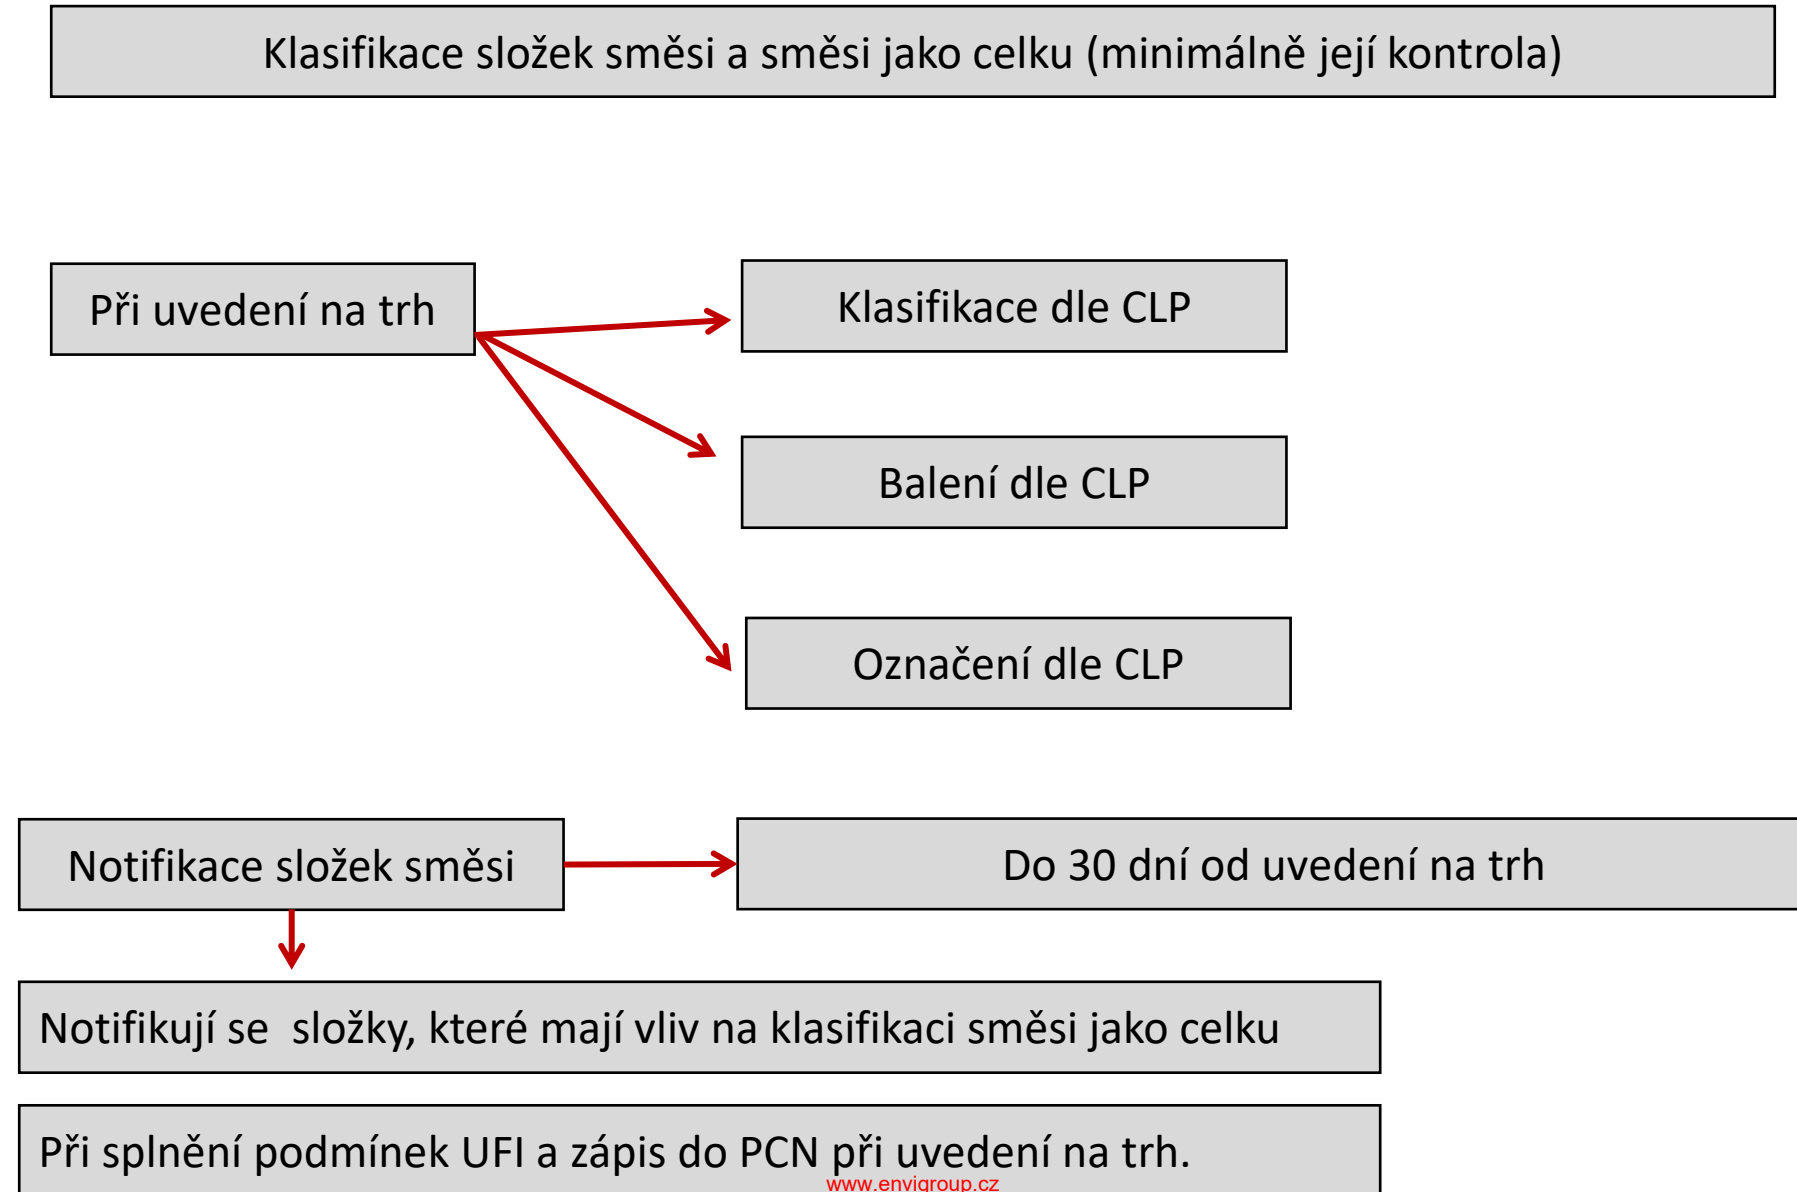 Klasifikace složek směsi a směsi jako celku (minimálně její kontrola)
Při uvedení na trh
Klasifikace dle CLP
Balení dle CLP
Označení dle CLP
Notifikace složek směsi
Do 30 dní od uvedení na trh
Notifikují se  složky, které mají vliv na klasifikaci směsi jako celku
Při splnění podmínek UFI a zápis do PCN při uvedení na trh.
www.envigroup.cz